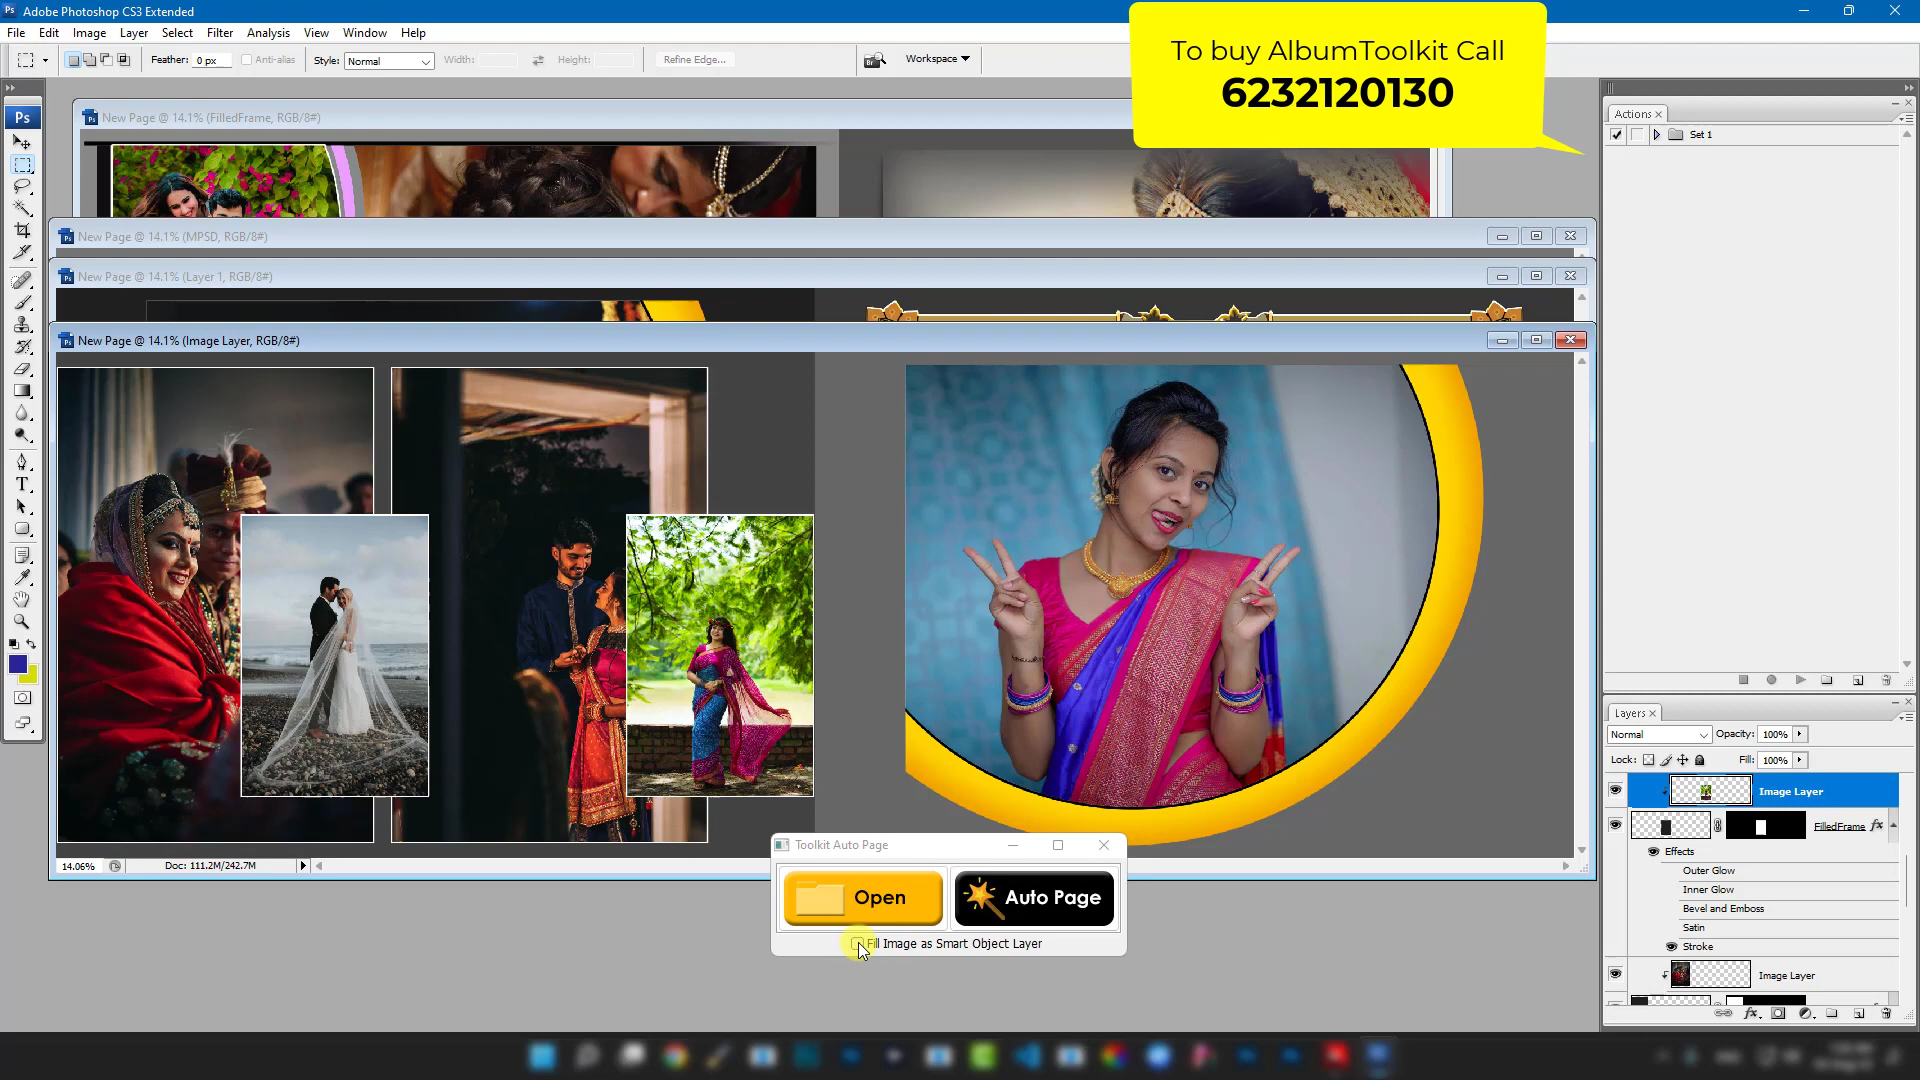 Ps Adobe Photoshop CS3 Extended
File Edit Image Layer Select Filter Analysis View Window Help
Feather: 0 px Anti-alias Style: Normal Width: Height: Refine Edge... Br Workspace
To buy AlbumToolkit Call
6232120130
Ps
New Page @ 14.1% (FilledFrame, RGB/8#)
New Page @ 14.1% (MPSD, RGB/8#)
New Page @ 14.1% (Layer 1, RGB/8#)
New Page @ 14.1% (Image Layer, RGB/8#)
14.06% Doc: 111.2M/242.7M
Toolkit Auto Page
Open Auto Page
Fill Image as Smart Object Layer
Actions
Set 1
Layers
Normal Opacity: 100%
Lock: Fill: 100%
Image Layer
FilledFrame fx
Effects
Outer Glow
Inner Glow
Bevel and Emboss
Satin
Stroke
Image Layer